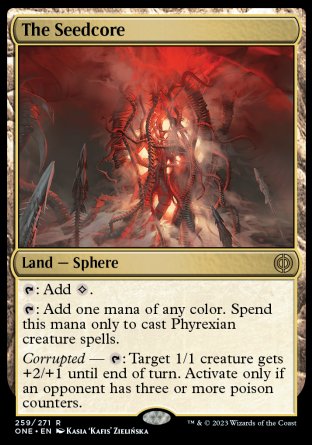 The Seedcore
Land — Sphere
: Add .
: Add one mana of any color. Spend
this mana only to cast Phyrexian
creature spells.
Corrupted — : Target 1/1 creature gets
+2/+1 until end of turn. Activate only if
an opponent has three or more poison
counters.
259/271 R
ONE • EN Kasia 'Kafis' Zielińska
™ & © 2023 Wizards of the Coast